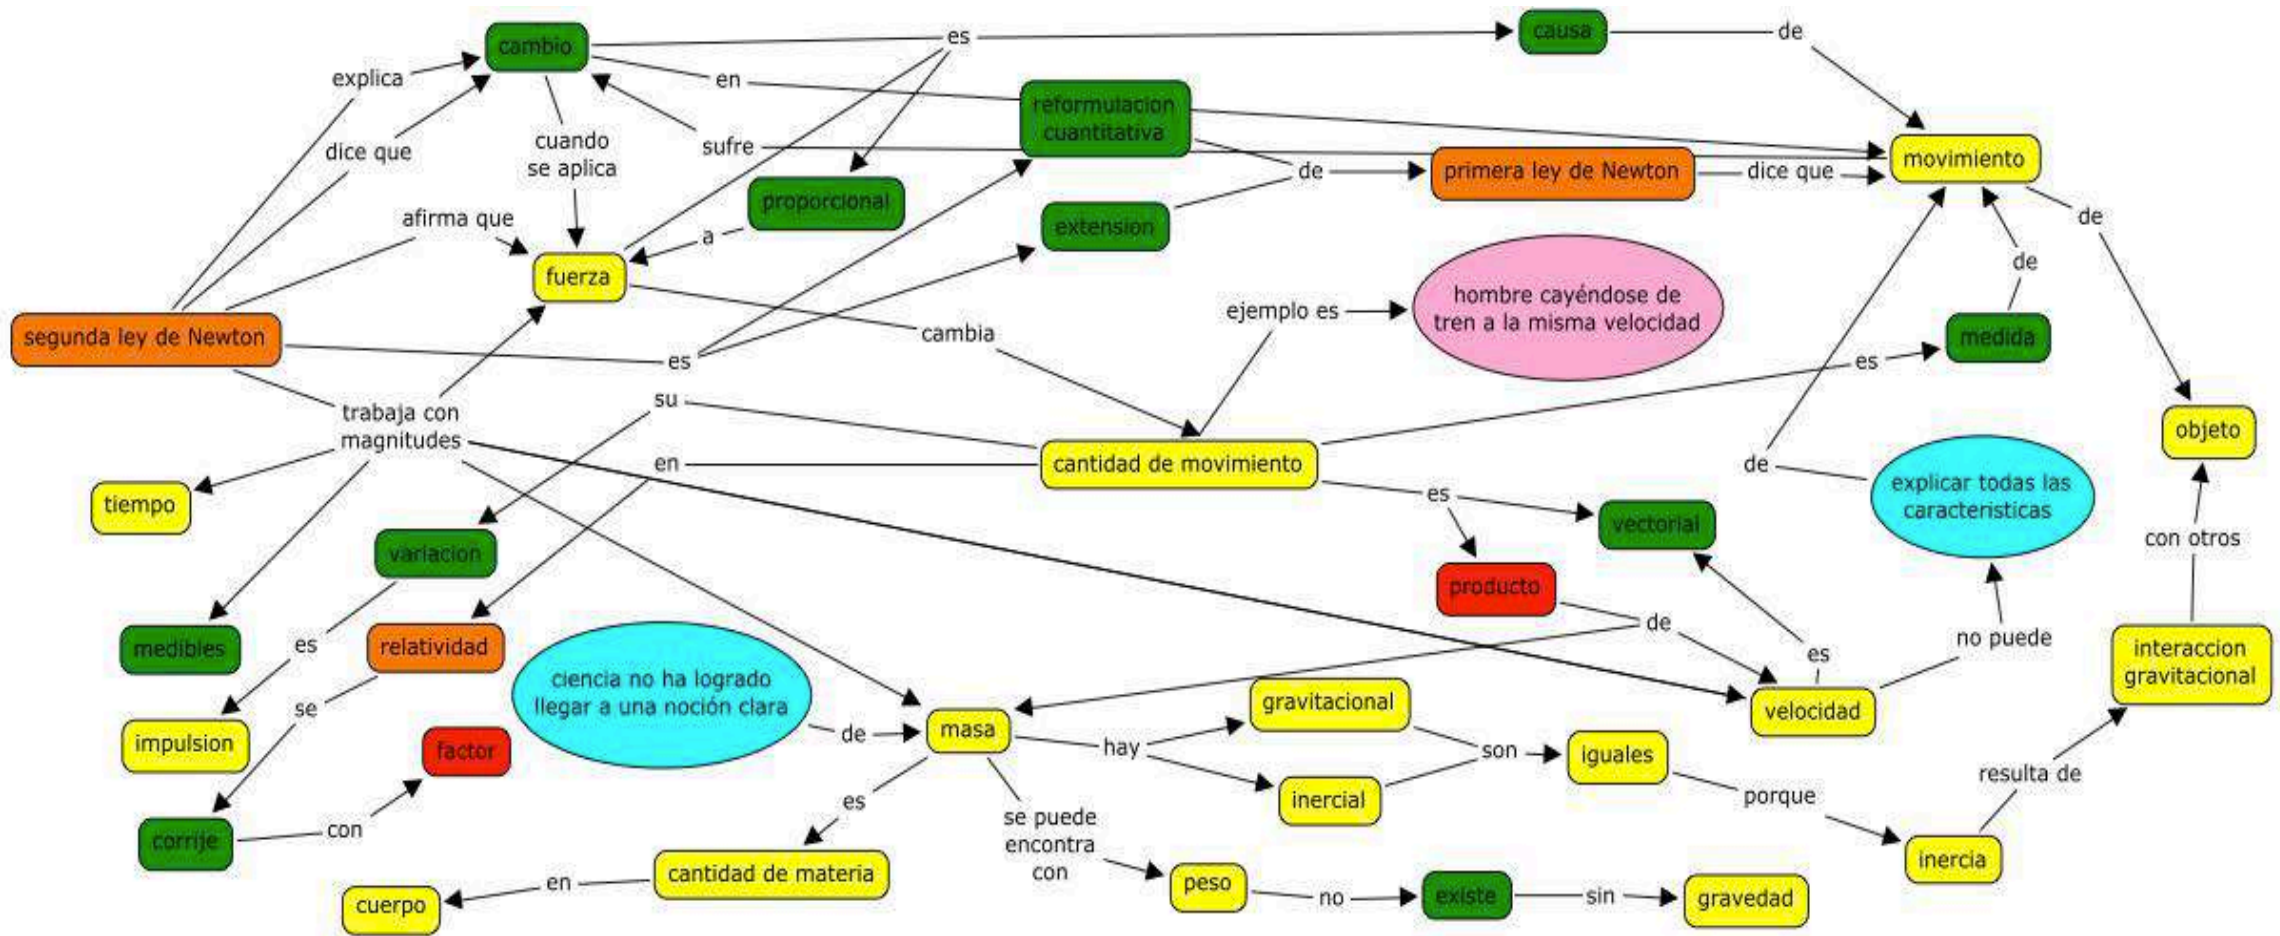 cambio
es
causa
de
explica
en
reformulacion
cuantitativa
dice que
cuando
se aplica
sufre
de
primera ley de Newton
dice que
movimiento
proporcional
afirma que
a
extension
de
fuerza
segunda ley de Newton
es
cambia
ejemplo es
hombre cayéndose de
tren a la misma velocidad
de
medida
es
trabaja con
magnitudes
su
en
cantidad de movimiento
de
explicar todas las
caracteristicas
objeto
tiempo
variacion
es
vectorial
con otros
producto
medibles
es
relatividad
ciencia no ha logrado
llegar a una noción clara
de
es
no puede
interaccion
gravitacional
se
impulsion
factor
de
masa
hay
gravitacional
son
iguales
velocidad
inercial
porque
resulta de
corrije
con
es
se puede
encontra
con
inercia
cantidad de materia
en
cuerpo
peso
no
existe
sin
gravedad